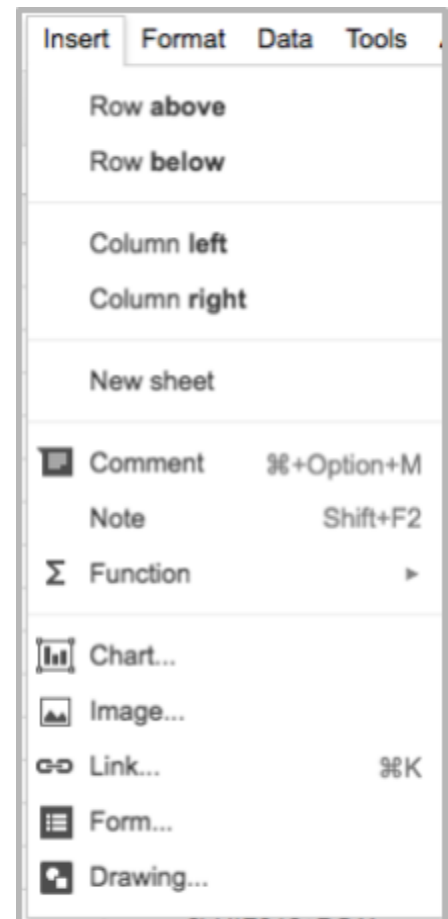 Insert Format Data Tools
Row above
Row below
Column left
Column right
New sheet
Comment ⌘+Option+M
Note Shift+F2
Σ Function ►
Chart...
Image...
Link... ⌘K
Form...
Drawing...